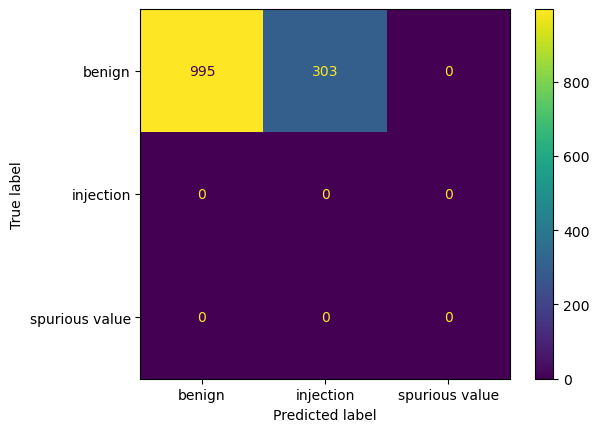 benign
995 303 0
800
injection
0 0 0
600
400
spurious value
0 0 0
200
0
benign injection spurious value
Predicted label
True label